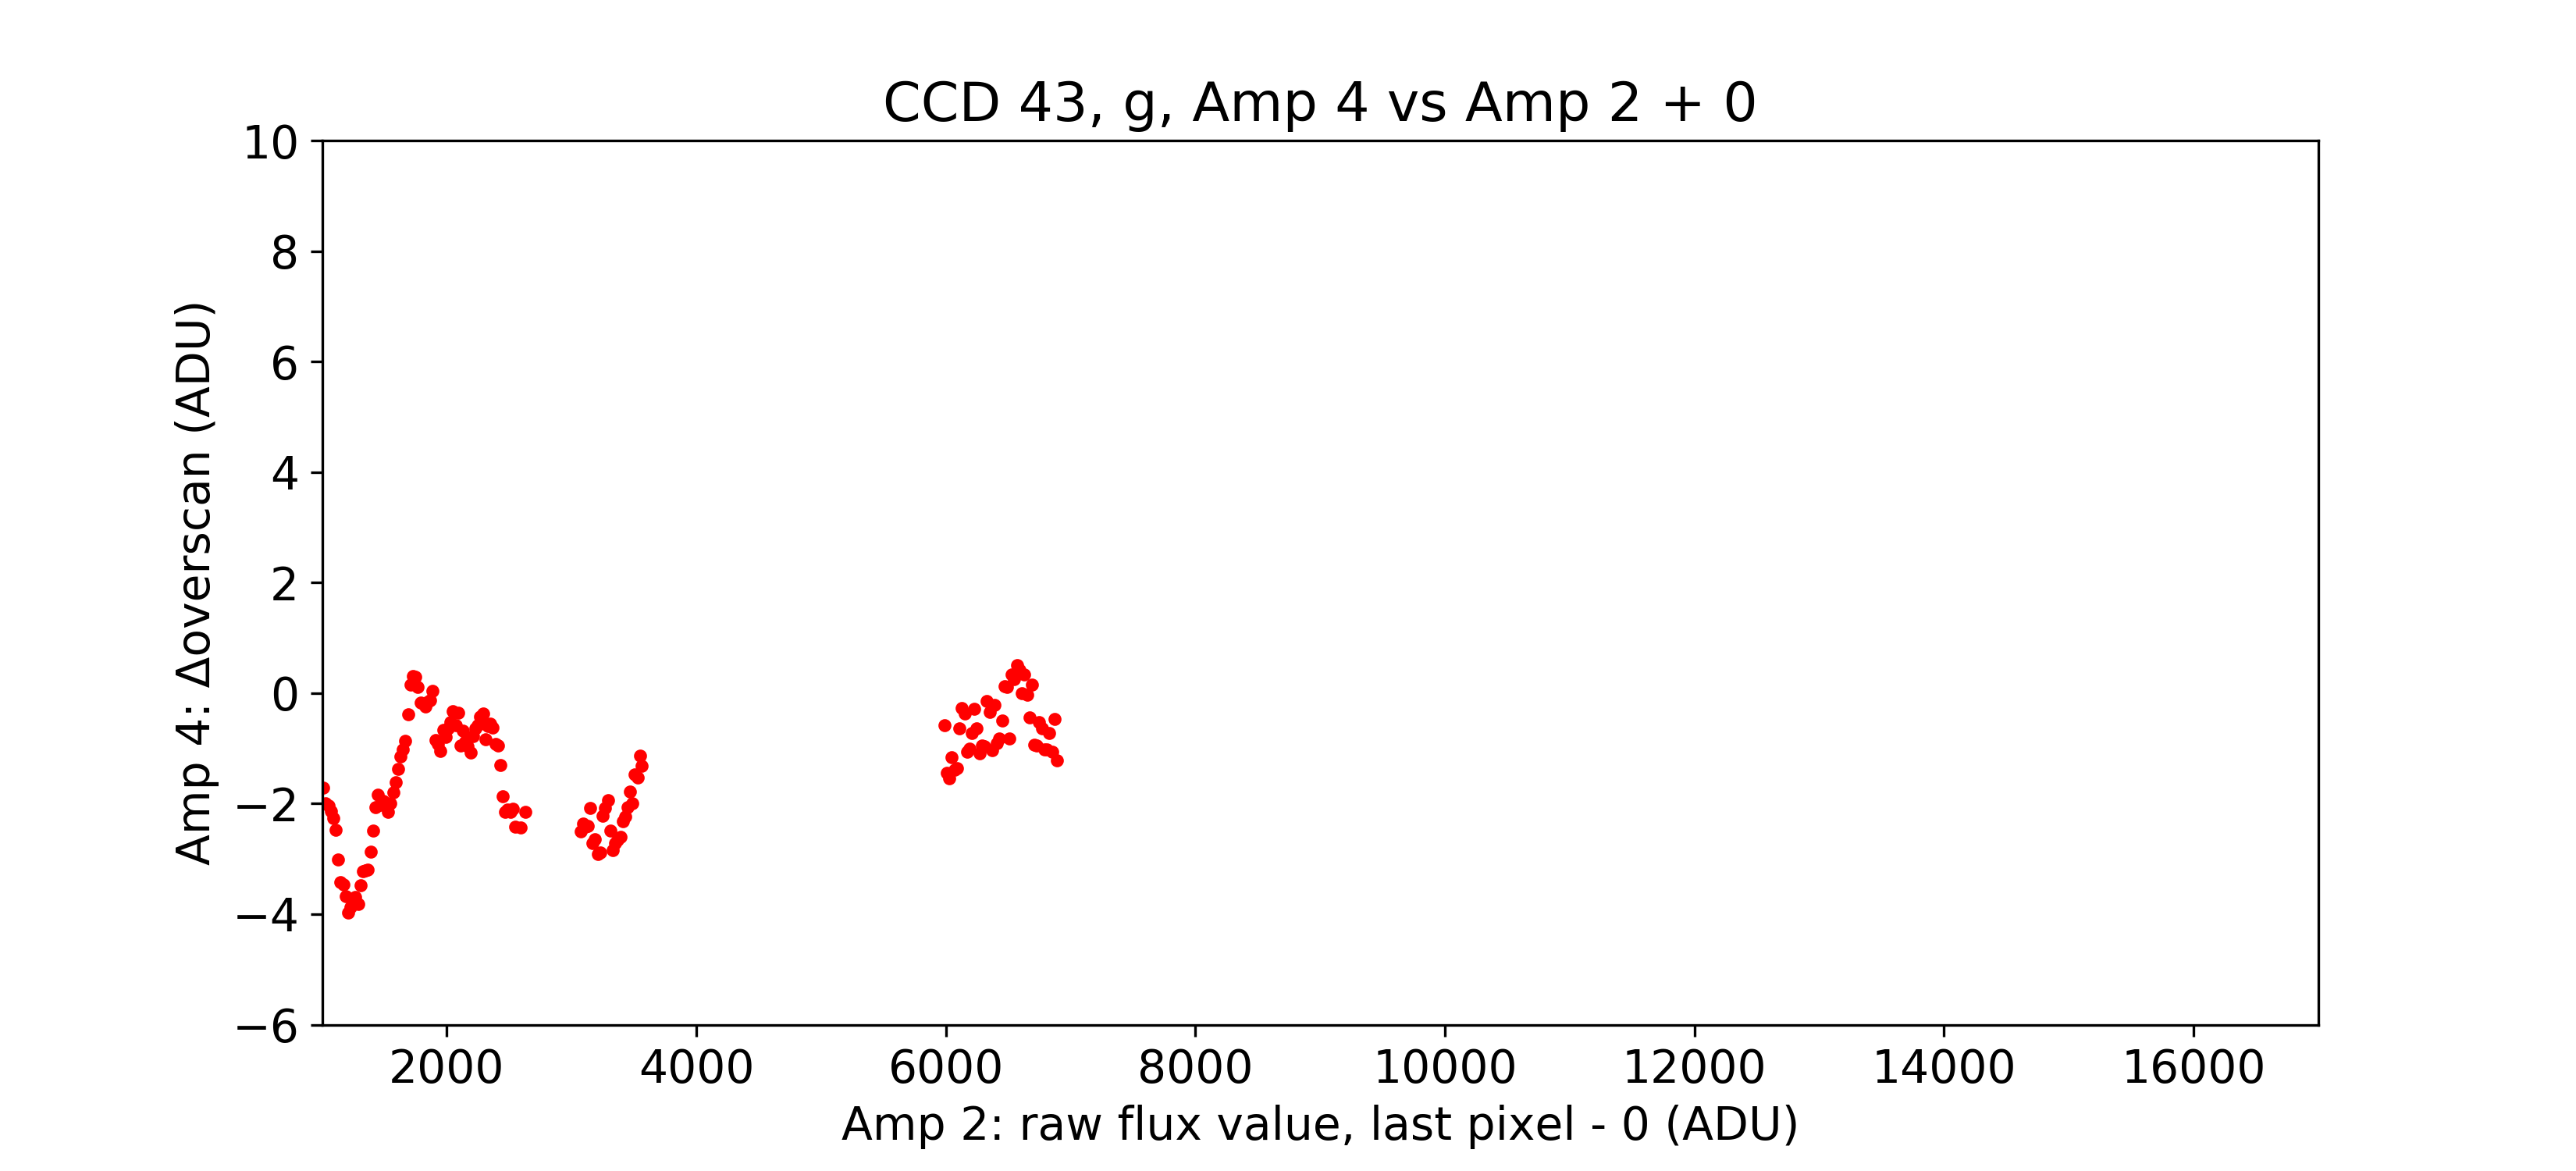 CCD 43, g, Amp 4 vs Amp 2 + 0
10
8
6
4
2
0
−2
−4
−6
Amp 4: Δoverscan (ADU)
2000 4000 6000 8000 10000 12000 14000 16000
Amp 2: raw flux value, last pixel - 0 (ADU)